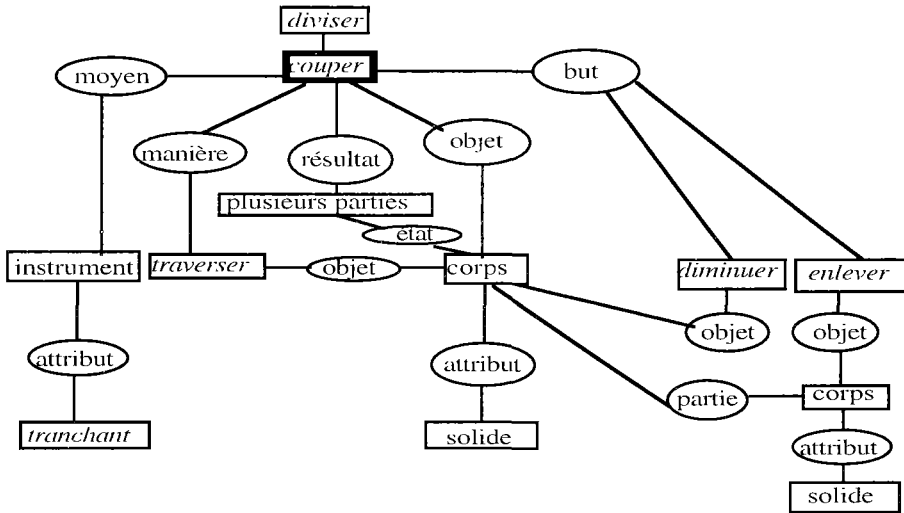 diviser
couper
moyen
but
manière
résultat
objet
plusieurs parties
état
instrument
traverser
objet
corps
diminuer
enlever
attribut
attribut
objet
objet
partie
corps
tranchant
solide
attribut
solide